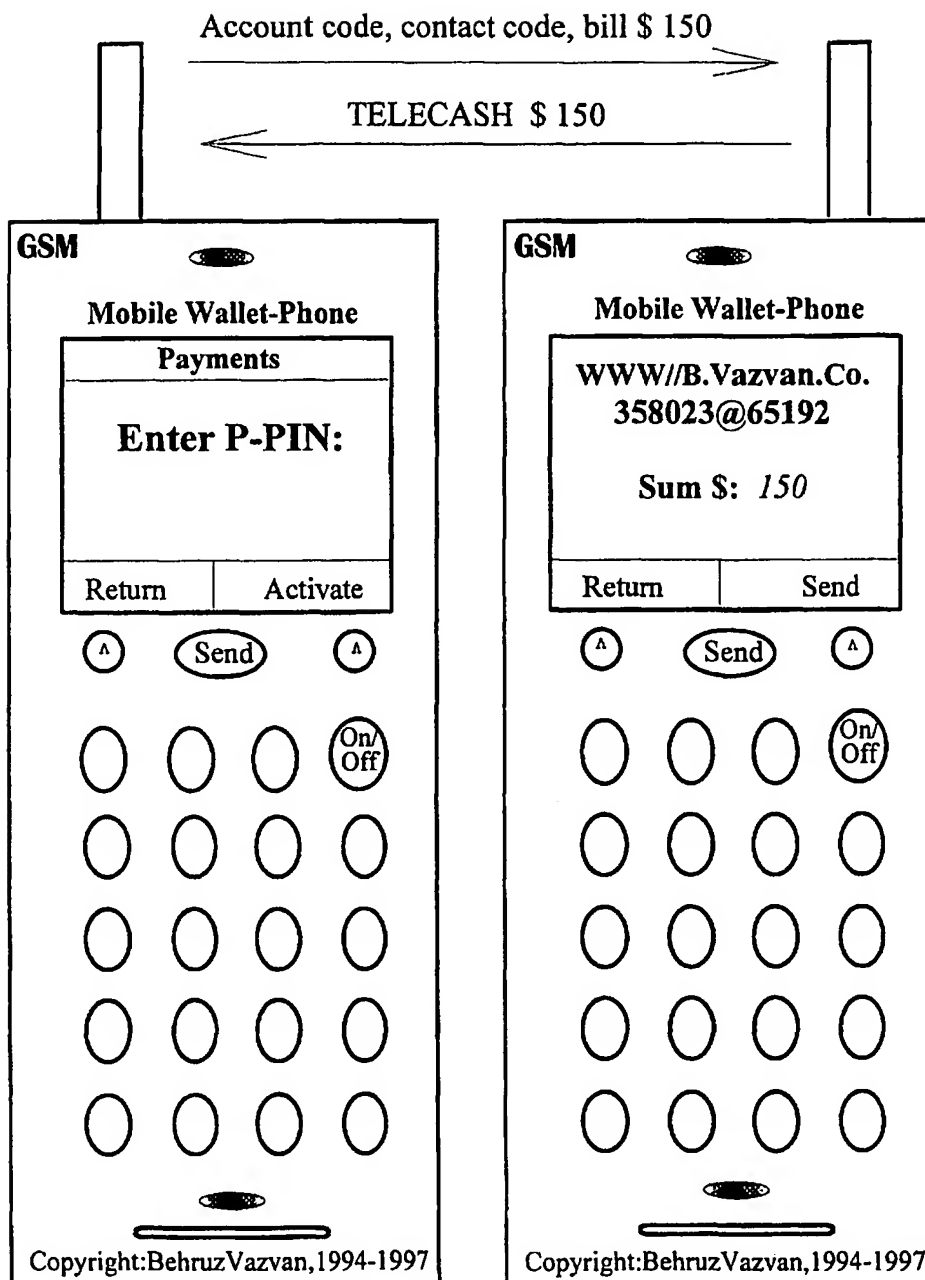 Account code, contact code, bill $ 150
TELECASH $ 150
GSM
Mobile Wallet-Phone
Payments
Enter P-PIN:
Return Activate
^ Send ^
On/
Off
Copyright:BehruzVazvan,1994-1997
GSM
Mobile Wallet-Phone
WWW//B.Vazvan.Co.
358023@65192
Sum $: 150
Return Send
^ Send ^
On/
Off
Copyright:BehruzVazvan,1994-1997